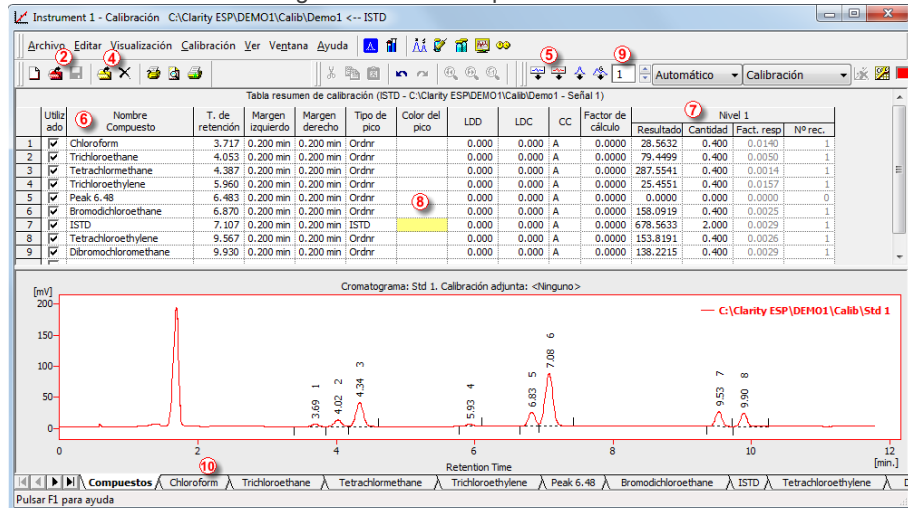 Instrument 1 - Calibración C:\Clarity ESP\DEMO1\Calib\Demo1 <-- ISTD
Archivo Editar Visualización Calibración Ver Ventana Ayuda
2 4 5 9
1 Automático Calibración
Tabla resumen de calibración (ISTD - C:\Clarity ESP\DEMO1\Calib\Demo1 - Señal 1)
Utiliz ado 6 Nombre Compuesto T. de retención Margen izquierdo Margen derecho Tipo de pico Color del pico LDD LDC CC Factor de cálculo 7 Nivel 1
Resultado Cantidad Fact. resp Nº rec.
1 Chloroform 3.717 0.200 min 0.200 min Ordnr 0.000 0.000 A 0.0000 28.5632 0.400 0.0140 1
2 Trichloroethane 4.053 0.200 min 0.200 min Ordnr 0.000 0.000 A 0.0000 79.4499 0.400 0.0050 1
3 Tetrachlormethane 4.387 0.200 min 0.200 min Ordnr 0.000 0.000 A 0.0000 287.5541 0.400 0.0014 1
4 Trichloroethylene 5.960 0.200 min 0.200 min Ordnr 0.000 0.000 A 0.0000 25.4551 0.400 0.0157 1
5 Peak 6.48 6.483 0.200 min 0.200 min Ordnr 8 0.000 0.000 A 0.0000 0.0000 0.000 0.0000 0
6 Bromodichloroethane 6.870 0.200 min 0.200 min Ordnr 0.000 0.000 A 0.0000 158.0919 0.400 0.0025 1
7 ISTD 7.107 0.200 min 0.200 min ISTD 0.000 0.000 A 0.0000 678.5633 2.000 0.0029 1
8 Tetrachloroethylene 9.567 0.200 min 0.200 min Ordnr 0.000 0.000 A 0.0000 153.8191 0.400 0.0026 1
9 Dibromochloromethane 9.930 0.200 min 0.200 min Ordnr 0.000 0.000 A 0.0000 138.2215 0.400 0.0029 1
Cromatograma: Std 1. Calibración adjunta: <Ninguno>
[mV]
200
150
100
50
0
C:\Clarity ESP\DEMO1\Calib\Std 1
3.69 1
4.02 2
4.34 3
5.93 4
6.83 5
7.08 6
9.53 7
9.90 8
0 2 4 6 8 10 12
Retention Time [min.]
10
Compuestos Chloroform Trichloroethane Tetrachlormethane Trichloroethylene Peak 6.48 Bromodichloroethane ISTD Tetrachloroethylene
Pulsar F1 para ayuda